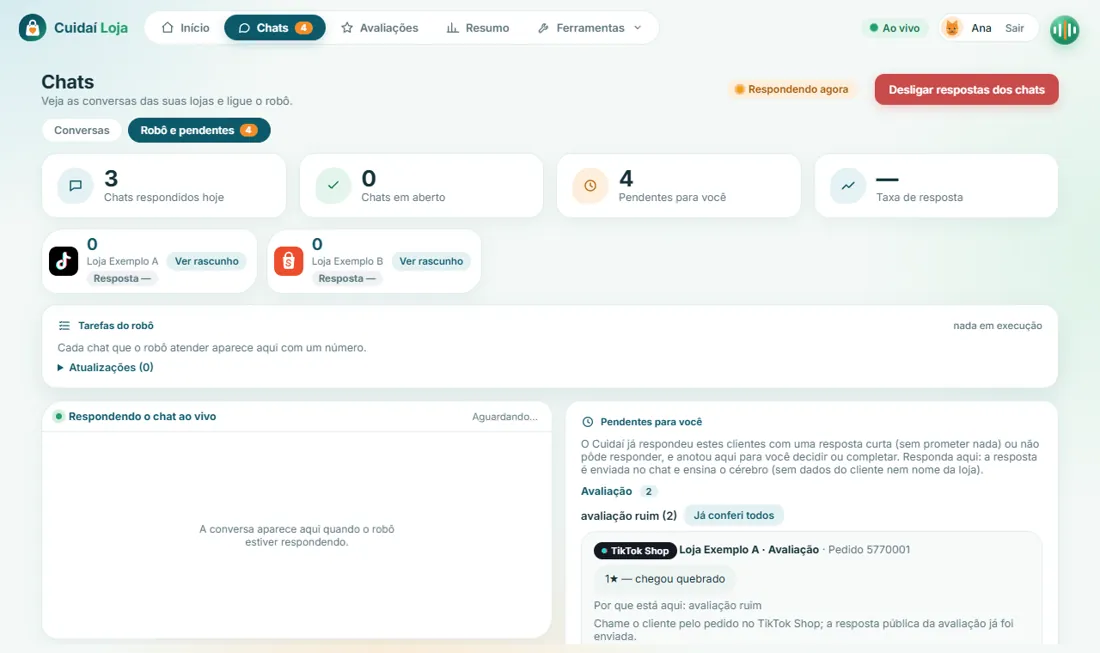 Cuidaí Loja
Início
Chats 4
Avaliações
Resumo
Ferramentas
Ao vivo
Ana
Sair
Chats
Veja as conversas das suas lojas e ligue o robô.
Respondendo agora
Desligar respostas dos chats
Conversas
Robô e pendentes 4
3
Chats respondidos hoje
0
Chats em aberto
4
Pendentes para você
—
Taxa de resposta
0
Loja Exemplo A
Ver rascunho
Resposta —
0
Loja Exemplo B
Ver rascunho
Resposta —
Tarefas do robô
nada em execução
Cada chat que o robô atender aparece aqui com um número.
Atualizações (0)
Respondendo o chat ao vivo
Aguardando...
A conversa aparece aqui quando o robô
estiver respondendo.
Pendentes para você
O Cuidaí já respondeu estes clientes com uma resposta curta (sem prometer nada) ou não
pôde responder, e anotou aqui para você decidir ou completar. Responda aqui: a resposta
é enviada no chat e ensina o cérebro (sem dados do cliente nem nome da loja).
Avaliação 2
avaliação ruim (2) Já conferi todos
TikTok Shop Loja Exemplo A · Avaliação · Pedido 5770001
1★ — chegou quebrado
Por que está aqui: avaliação ruim
Chame o cliente pelo pedido no TikTok Shop; a resposta pública da avaliação já foi
enviada.